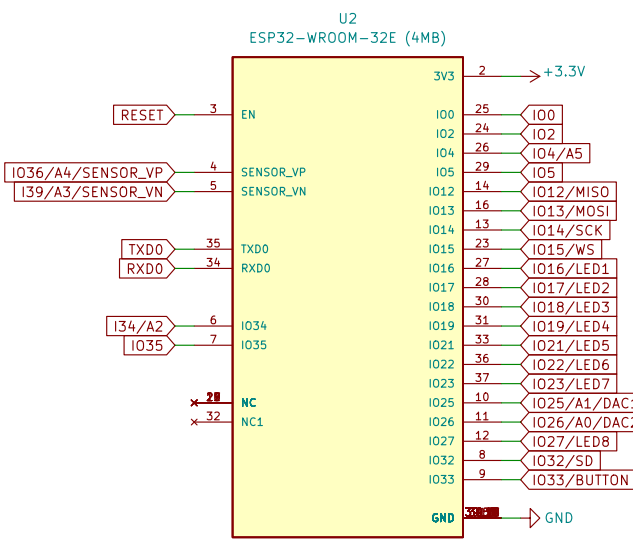 U2
ESP32-WROOM-32E (4MB)
3V3 2 +3.3V
RESET 3 EN
IO0 25 IO0
IO2 24 IO2
IO4 26 IO4/A5
IO36/A4/SENSOR_VP 4 SENSOR_VP
IO5 29 IO5
I39/A3/SENSOR_VN 5 SENSOR_VN
IO12 14 IO12/MISO
IO13 16 IO13/MOSI
IO14 13 IO14/SCK
TXD0 35 TXD0
IO15 23 IO15/WS
RXD0 34 RXD0
IO16 27 IO16/LED1
IO17 28 IO17/LED2
IO18 30 IO18/LED3
I34/A2 6 IO34
IO19 31 IO19/LED4
IO35 7 IO35
IO21 33 IO21/LED5
IO22 36 IO22/LED6
IO23 37 IO23/LED7
NC
IO25 10 IO25/A1/DAC1
32 NC1
IO26 11 IO26/A0/DAC2
IO27 12 IO27/LED8
IO32 8 IO32/SD
IO33 9 IO33/BUTTON
GND GND